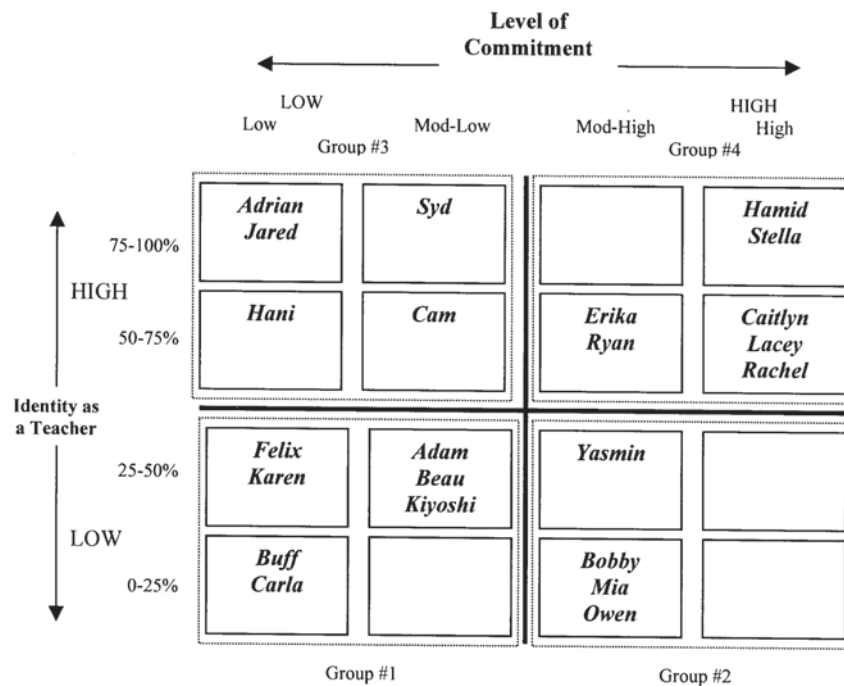 Level of
Commitment
LOW
HIGH
Low
Mod-Low
Mod-High
High
Group #3
Group #4
Adrian
Jared
Syd
Hamid
Stella
75-100%
HIGH
Hani
Cam
Erika
Ryan
Caitlyn
Lacey
Rachel
50-75%
Identity as
a Teacher
Felix
Karen
Adam
Beau
Kiyoshi
Yasmin
25-50%
LOW
Buff
Carla
Bobby
Mia
Owen
0-25%
Group #1
Group #2